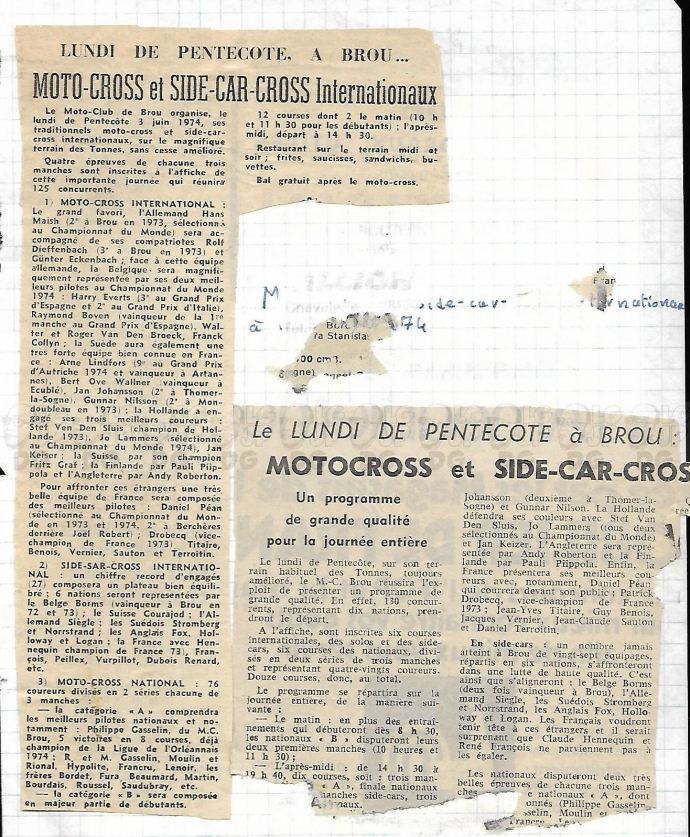 LUNDI DE PENTECOTE, A BROU...
MOTO-CROSS et SIDE-CAR-CROSS Internationaux
Le Moto-Club de Brou organise, le
lundi de Pentecôte 3 juin 1974, ses
traditionnels moto-cross et side-car-
cross internationaux, sur le magnifique
terrain des Tonnes, sans cesse amélioré.
Quatre épreuves de chacune trois
manches sont inscrites à l'affiche de
cette importante journée qui réunira
125 concurrents.
1) MOTO-CROSS INTERNATIONAL :
Le grand favori, l'Allemand Hans
Maish (2e à Brou en 1973, sélectionné
au Championnat du Monde) sera ac-
compagné de ses compatriotes Rolf
Dieffenbach (3e à Brou en 1973) et
Günter Eckenbach ; face à cette équipe
allemande, la Belgique sera magnifi-
quement représentée par ses deux meil-
leurs pilotes au Championnat du Monde
1974 : Harry Everts (3e au Grand Prix
d'Espagne et 2e au Grand Prix d'Italie),
Raymond Boven (vainqueur de la 1re
manche au Grand Prix d'Espagne), Wal-
ter et Roger Van Den Broeck, Franck
Collyn ; la Suède aura également une
tres forte équipe bien connue en Fran-
ce : Arne Lindfors (9e au Grand Prix
d'Autriche 1974 et vainqueur à Artan-
nes), Bert Ove Wallner (vainqueur à
Ecublé), Jan Johansson (2e à Thomer-
la-Sogne), Gunnar Nilsson (2e à Mon-
doubleau en 1973) ; la Hollande a en-
gagé ses trois meilleurs coureurs :
Stef Van Den Sluis (champion de Hol-
lande 1973), Jo Lammers (sélectionné
au Championnat du Monde 1974), Jan
Keiser ; la Suisse par son champion
Fritz Graf ; la Finlande par Pauli Piip-
pola et l'Angleterre par Andy Roberton.
Pour affronter ces étrangers une très
belle équipe de France sera composée
des meilleurs pilotes : Daniel Péan
(sélectionné au Championnat du Mon-
de en 1973 et 1974, 2e à Berchères
derrière Joël Robert) ; Drobecq (vice-
champion de France 1973), Titaire,
Benois, Vernier, Sauton et Terroitin.
2) SIDE-SAR-CROSS INTERNATIO-
NAL : un chiffre record d'engagés
(27) composera un plateau bien équili-
bré ; 6 nations seront représentées par
le Belge Borms (vainqueur à Brou en
72 et 73) ; le Suisse Courajod ; l'Al-
lemand Siègle ; les Suédois Stromberg
et Norrstrand ; les Anglais Fox, Hol-
loway et Logan ; la France avec Hen-
nequin champion de France 73), Fran-
çois, Peillex, Vurpillot, Dubois Renard,
etc.
3) MOTO-CROSS NATIONAL : 76
coureurs divisés en 2 séries chacune de
3 manches :
— la catégorie « A » comprendra
les meilleurs pilotes nationaux et no-
tamment : Philippe Gasselin, du M.C.
Brou, 5 victoires en 8 courses, déjà
champion de la Ligue de l'Orléannais
1974 ; R. et M. Gasselin, Moulin et
Rional, Hypolite, Francru, Lenoir, les
frères Bordet, Fura, Beaumard, Martin,
Bourdais, Roussel, Saudubray, etc.
— la catégorie « B » sera composée
en majeur partie de débutants.
12 courses dont 2 le matin (10 h
et 11 h 30 pour les débutants) ; l'après-
midi, départ à 14 h 30.
Restaurant sur le terrain midi et
soir ; frites, saucisses, sandwichs, bu-
vettes.
Bal gratuit après le moto-cross.
M side-car-
à 74
Stanislas
Le LUNDI DE PENTECOTE à BROU :
MOTOCROSS et SIDE-CAR-CROS
Un programme
de grande qualité
pour la journée entière
Le lundi de Pentecôte, sur son ter-
rain habituel des Tonnes, toujours
amélioré, le M.-C. Brou réussira l'ex-
ploit de présenter un programme de
grande qualité. En effet, 130 concur-
rents, représentant dix nations, pren-
dront le départ.
A l'affiche, sont inscrites six courses
internationales, des solos et des side-
cars, six courses des nationaux, divi-
sés en deux séries de trois manches
et représentant quatre-vingts coureurs.
Douze courses, donc, au total.
Le programme se répartira sur la
journée entière, de la manière sui-
vante :
— Le matin : en plus des entraî-
nements qui débuteront dès 8 h 30,
les nationaux « B » disputeront leurs
deux premières manches (10 heures et
11 h 30) ;
— L'après-midi : de 14 h 30 à
19 h 40, dix courses, soit : trois man-
« A », finale nationaux
manches side-cars, trois
naux.
Johansson (deuxième à Thomer-la-
Sogne) et Gunnar Nilson. La Hollande
défendra ses couleurs avec Stef Van
Den Sluis, Jo Lammers ((tous deux
sélectionnés au Championnat du Monde)
et Jan Keizer. L'Angleterre sera repré-
sentée par Andy Roberton et la Fin-
lande par Pauli Piippola. Enfin, la
France présentera ses meilleurs cou-
reurs avec, notamment, Daniel Péan
qui courera devant son public ; Patrick
Drobecq, vice-champion de France
1973 ; Jean-Yves Titaire, Guy Benois,
Jacques Vernier, Jean-Claude Sauton
et Daniel Terroitin.
En side-cars : un nombre jamais
atteint à Brou de vingt-sept équipages,
répartis en six nations, s'affronteront
dans une lutte de haute qualité. C'est
ainsi que s'aligneront : le Belge Borms
(deux fois vainqueur à Brou), l'Alle-
mand Siegle, les Suédois Stromberg
et Norstrand, les Anglais Fox, Hollo-
way et Logan. Les Français voudront
tenir tête à ces étrangers et il serait
surprenant que Claude Hennequin et
René François ne parviennent pas à
les égaler.
Les nationaux disputeront deux très
belles épreuves de chacune trois man-
ches nationaux « A », dont
onnés (Philippe Gasselin,
sselin, Moulin et